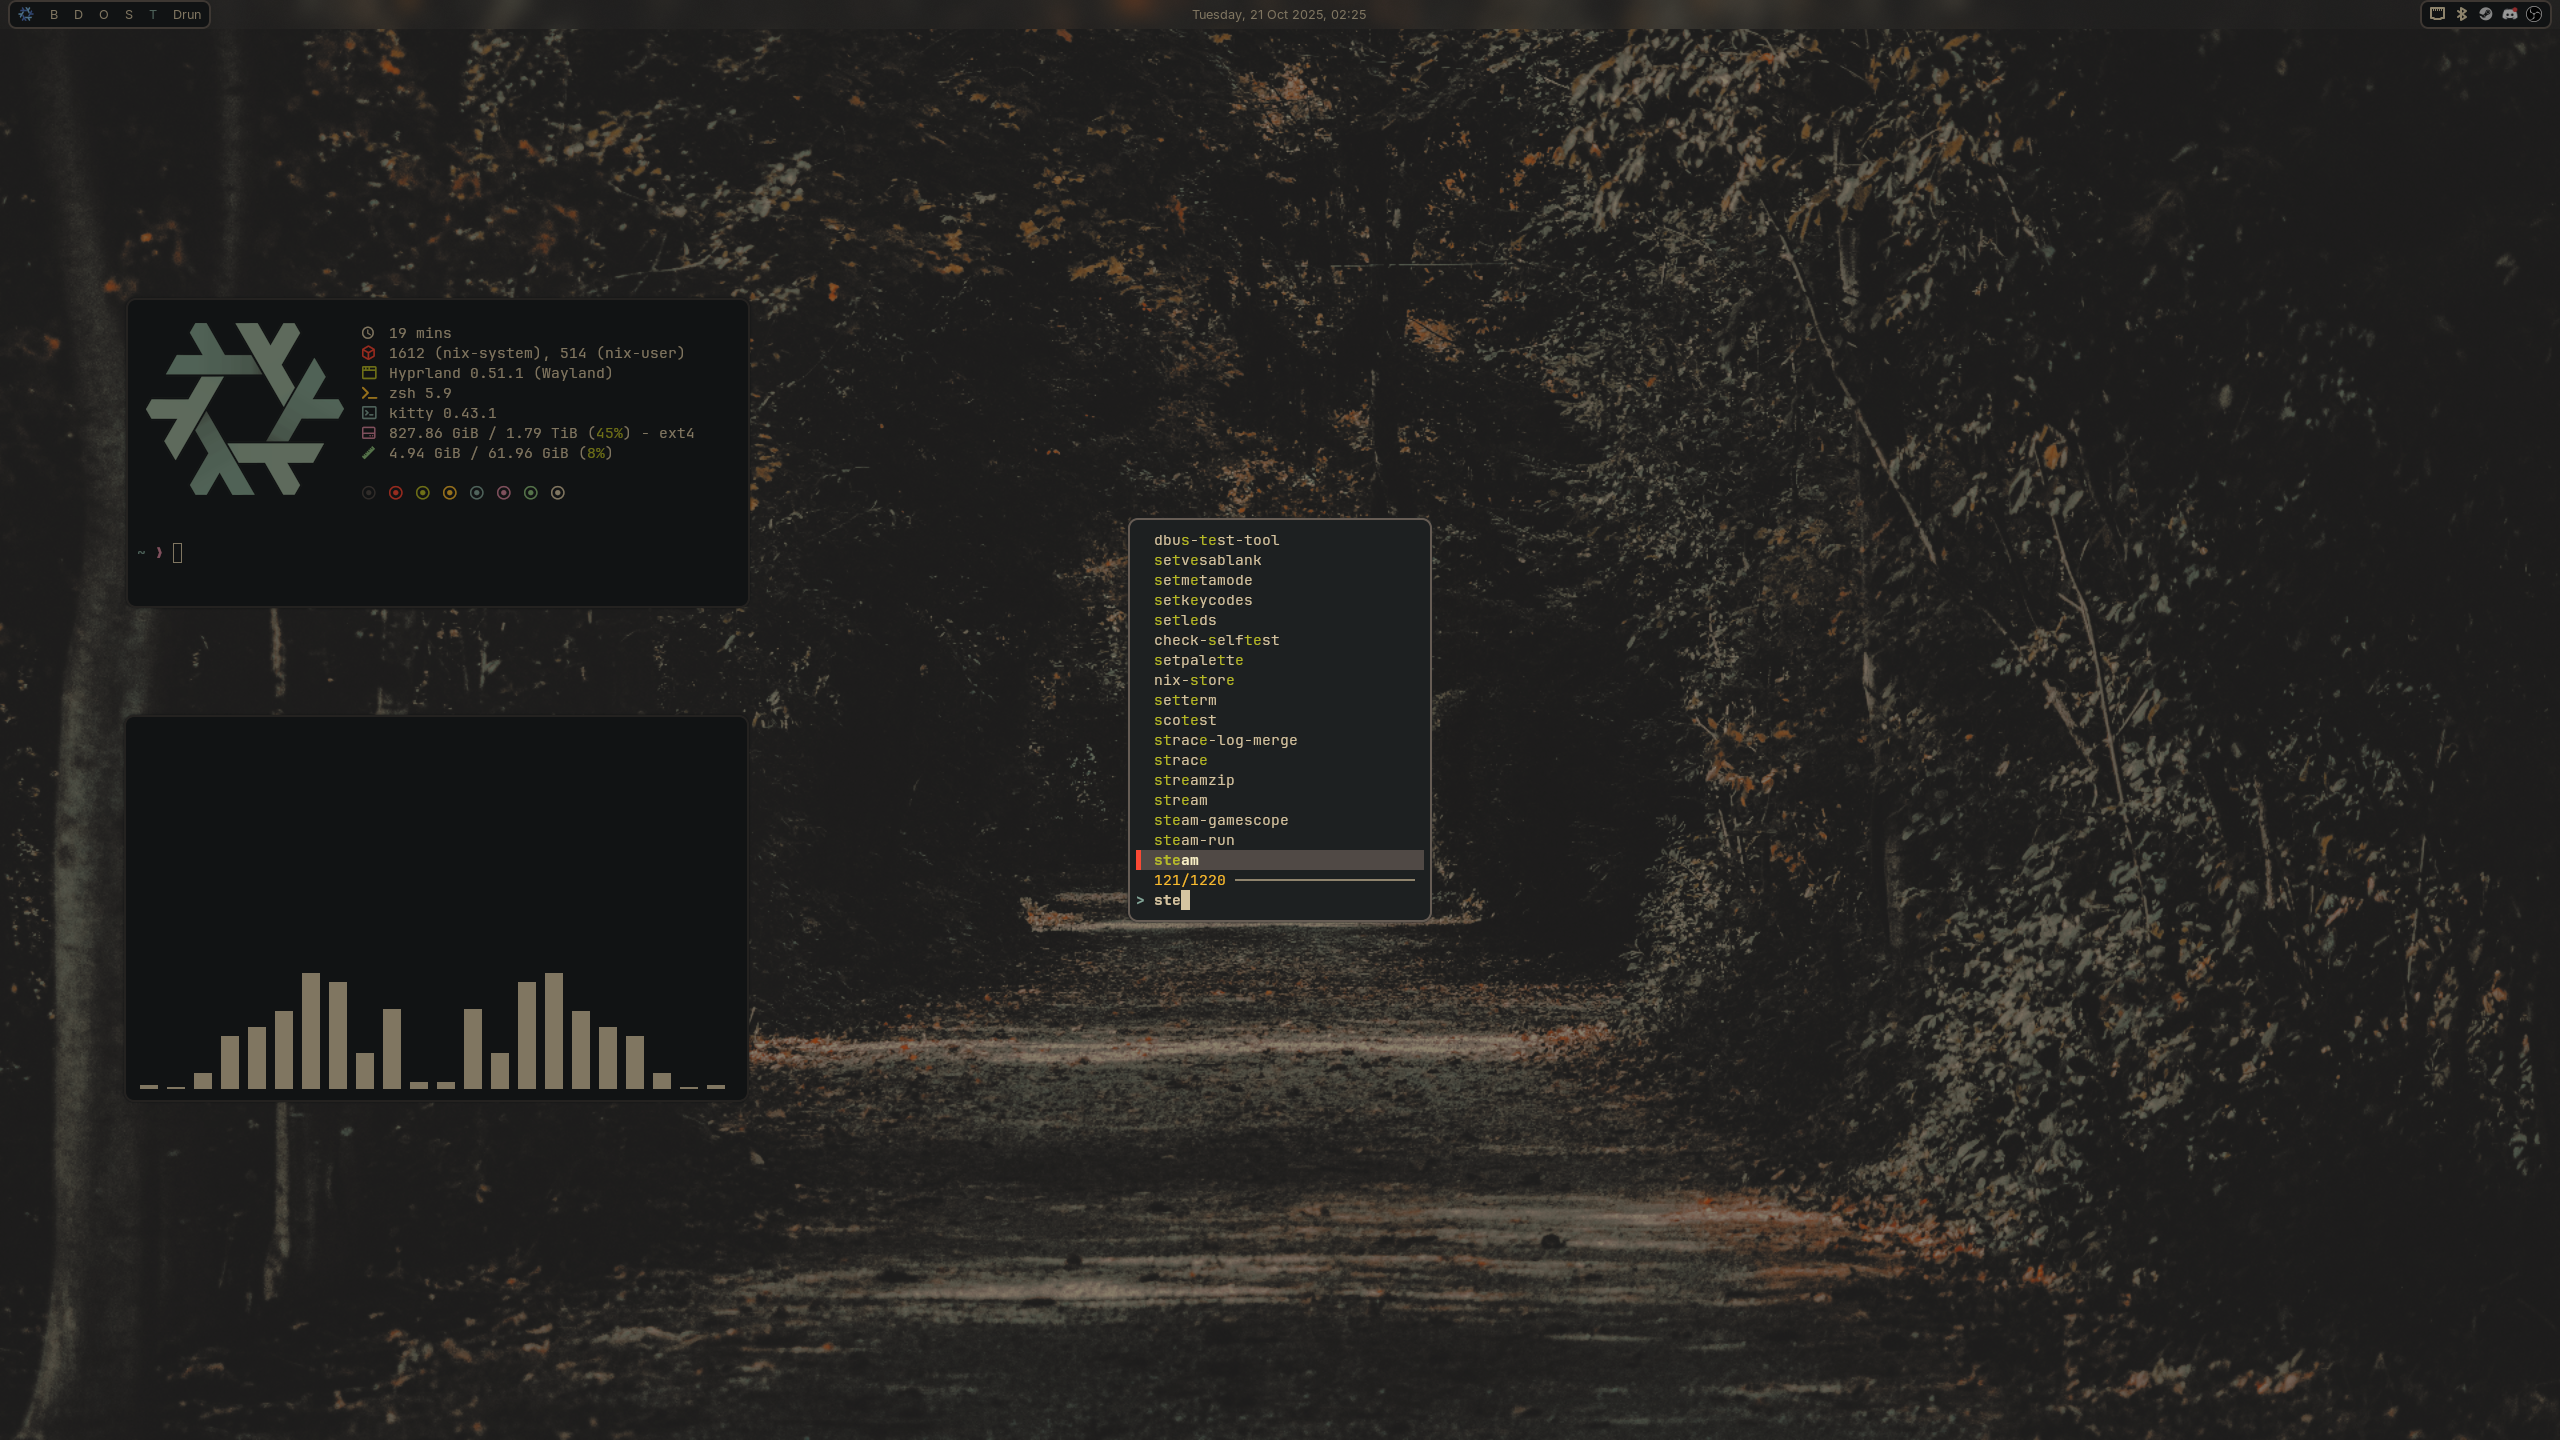 B D O S T Drun
Tuesday, 21 Oct 2025, 02:25
19 mins
1612 (nix-system), 514 (nix-user)
Hyprland 0.51.1 (Wayland)
zsh 5.9
kitty 0.43.1
827.86 GiB / 1.79 TiB (45%) - ext4
4.94 GiB / 61.96 GiB (8%)
~ ❱
dbus-test-tool
setvesablank
setmetamode
setkeycodes
setleds
check-selftest
setpalette
nix-store
setterm
scotest
strace-log-merge
strace
streamzip
stream
steam-gamescope
steam-run
steam
121/1220
> ste